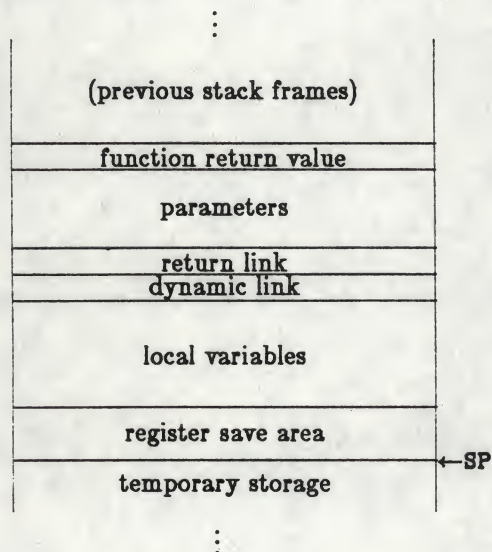 (previous stack frames)
function return value
parameters
return link
dynamic link
local variables
register save area
←SP
temporary storage